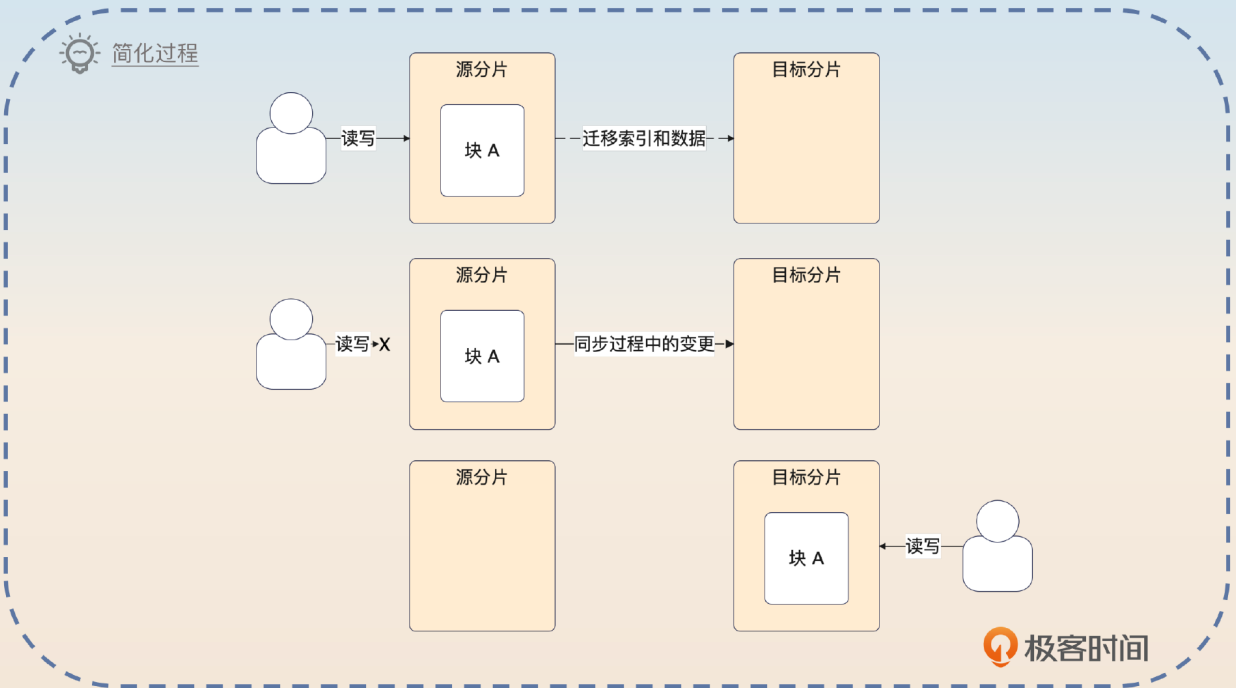 简化过程
源分片
目标分片
读写
块 A
迁移索引和数据
源分片
目标分片
读写 X
块 A
同步过程中的变更
源分片
目标分片
块 A
读写
极客时间